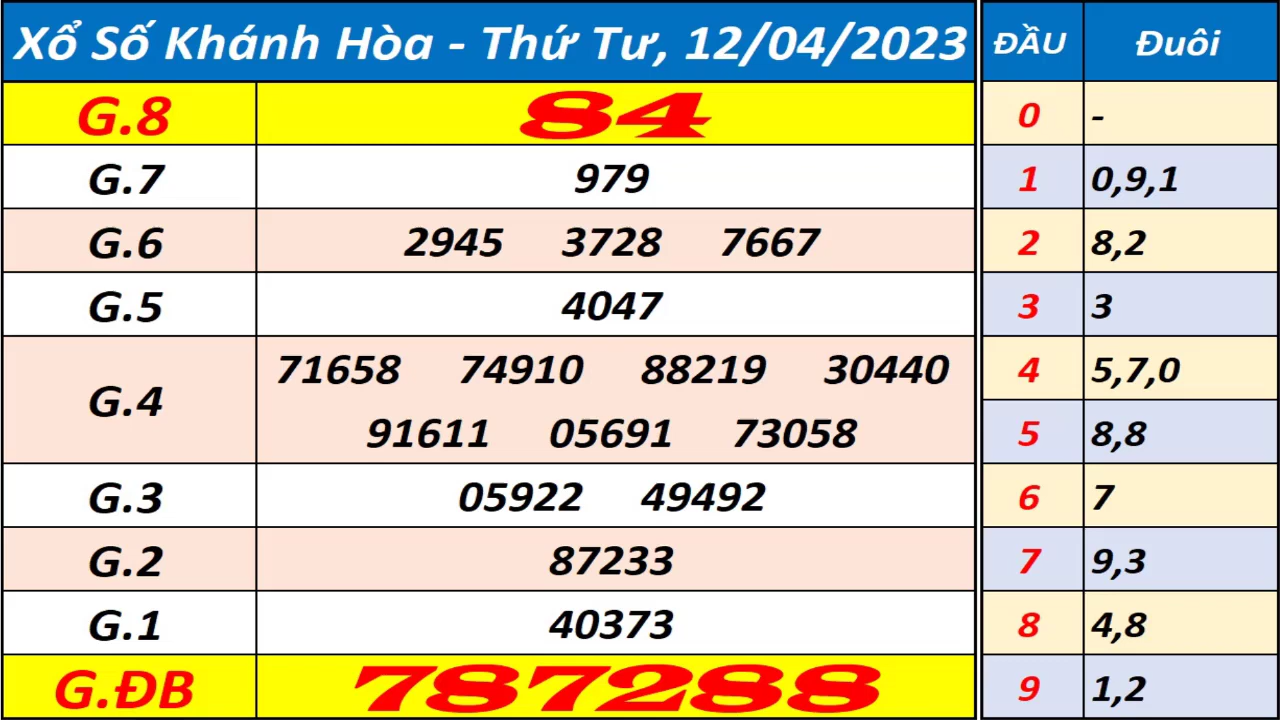 Xổ Số Khánh Hòa - Thứ Tư, 12/04/2023
G.8 84
G.7 979
G.6 2945 3728 7667
G.5 4047
G.4 71658 74910 88219 30440
91611 05691 73058
G.3 05922 49492
G.2 87233
G.1 40373
G.ĐB 787288
ĐẦU Đuôi
0 -
1 0,9,1
2 8,2
3 3
4 5,7,0
5 8,8
6 7
7 9,3
8 4,8
9 1,2